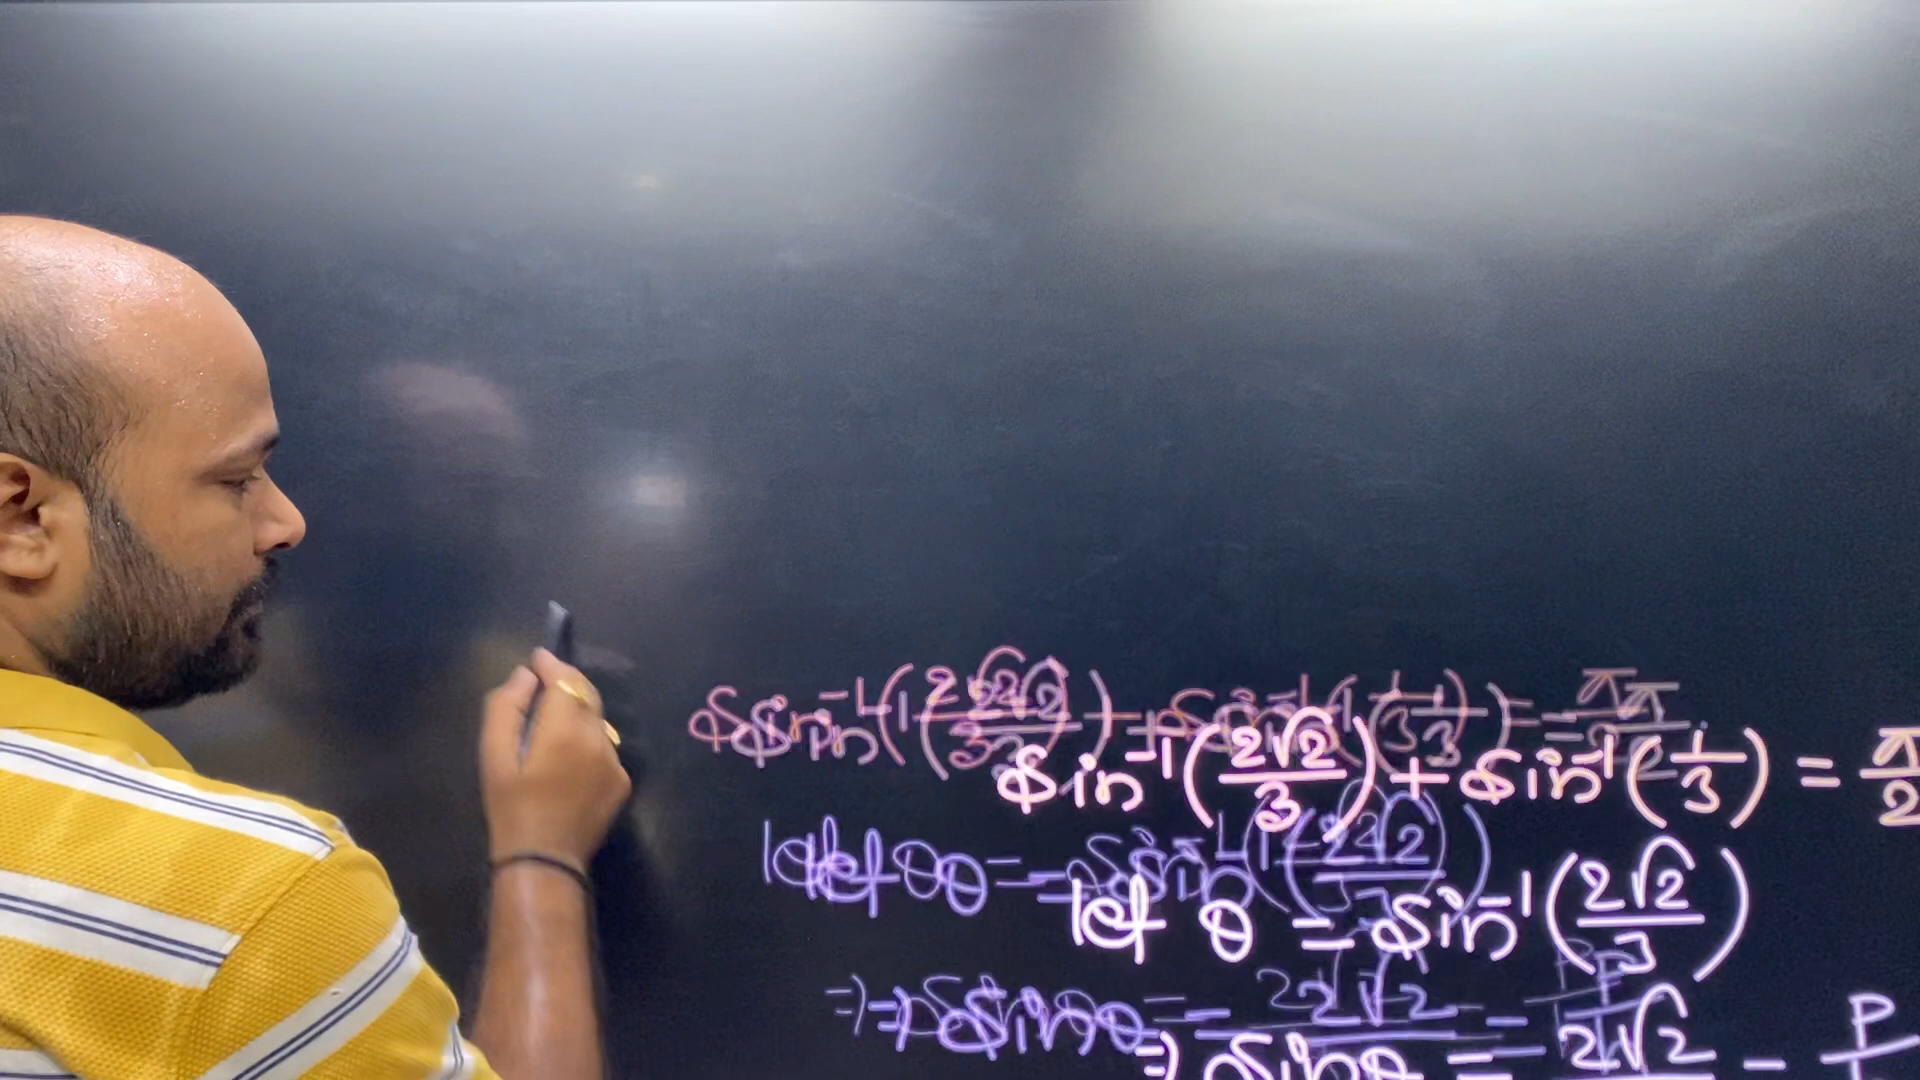 sin⁻¹(2√2/3) + sin⁻¹(1/3) = π/2
let θ = sin⁻¹(2√2/3)
⇒ sinθ = 2√2/3 = P/